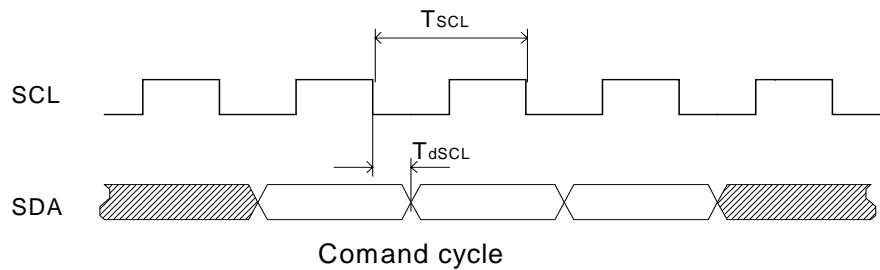 TSCL
SCL
TdSCL
SDA
Comand cycle